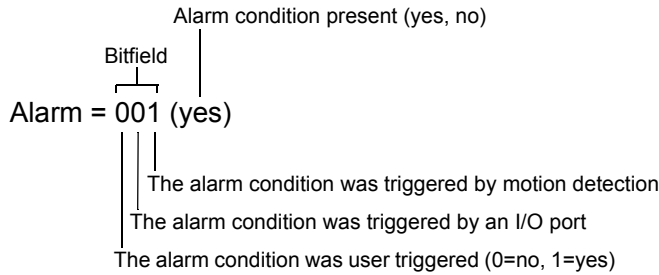 Alarm condition present (yes, no)
Bitfield
Alarm = 001 (yes)
The alarm condition was triggered by motion detection
The alarm condition was triggered by an I/O port
The alarm condition was user triggered (0=no, 1=yes)